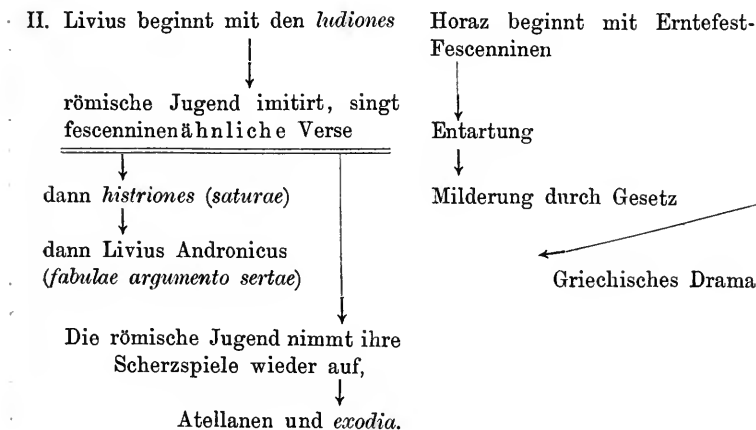 II. Livius beginnt mit den ludiones
römische Jugend imitirt, singt
fescenninenähnliche Verse
dann histriones (saturae)
dann Livius Andronicus
(fabulae argumento sertae)
Die römische Jugend nimmt ihre
Scherzspiele wieder auf,
Atellanen und exodia.
Horaz beginnt mit Erntefest-
Fescenninen
Entartung
Milderung durch Gesetz
Griechisches Drama